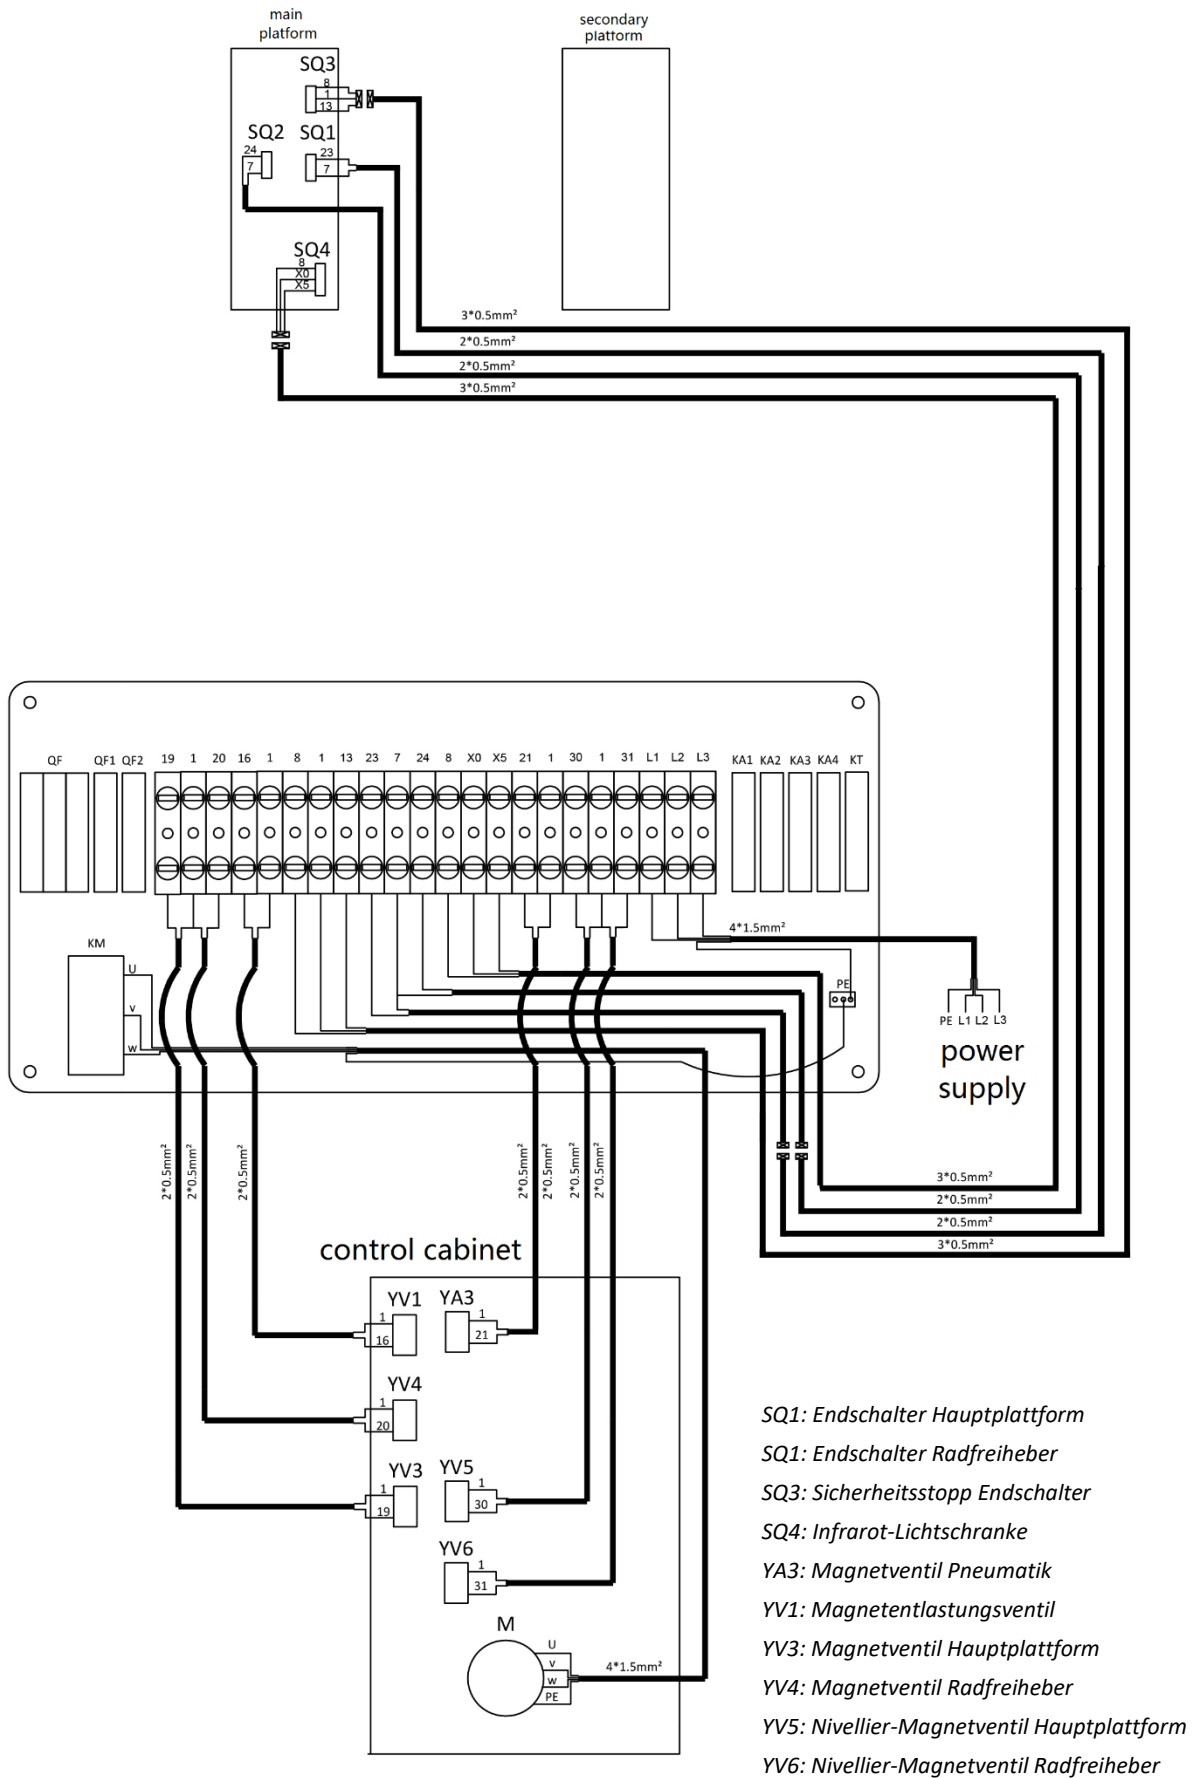 main
platform
secondary
plattform
SQ3
8
1
13
SQ2
SQ1
24
7
23
7
SQ4
8
X0
X5
3*0.5mm²
2*0.5mm²
2*0.5mm²
3*0.5mm²
QF QF1 QF2 19 1 20 16 1 8 1 13 23 7 24 8 X0 X5 21 1 30 1 31 L1 L2 L3 KA1 KA2 KA3 KA4 KT
4*1.5mm²
KM
U
v
w
PE
PE L1 L2 L3
power
supply
2*0.5mm² 2*0.5mm² 2*0.5mm² 2*0.5mm² 2*0.5mm² 2*0.5mm² 2*0.5mm²
3*0.5mm²
2*0.5mm²
2*0.5mm²
3*0.5mm²
control cabinet
YV1
1
16
YA3
1
21
YV4
1
20
YV3
1
19
YV5
1
30
YV6
1
31
M
U
v
w
PE
4*1.5mm²
SQ1: Endschalter Hauptplattform
SQ1: Endschalter Radfreiheber
SQ3: Sicherheitsstopp Endschalter
SQ4: Infrarot-Lichtschranke
YA3: Magnetventil Pneumatik
YV1: Magnetentlastungsventil
YV3: Magnetventil Hauptplattform
YV4: Magnetventil Radfreiheber
YV5: Nivellier-Magnetventil Hauptplattform
YV6: Nivellier-Magnetventil Radfreiheber